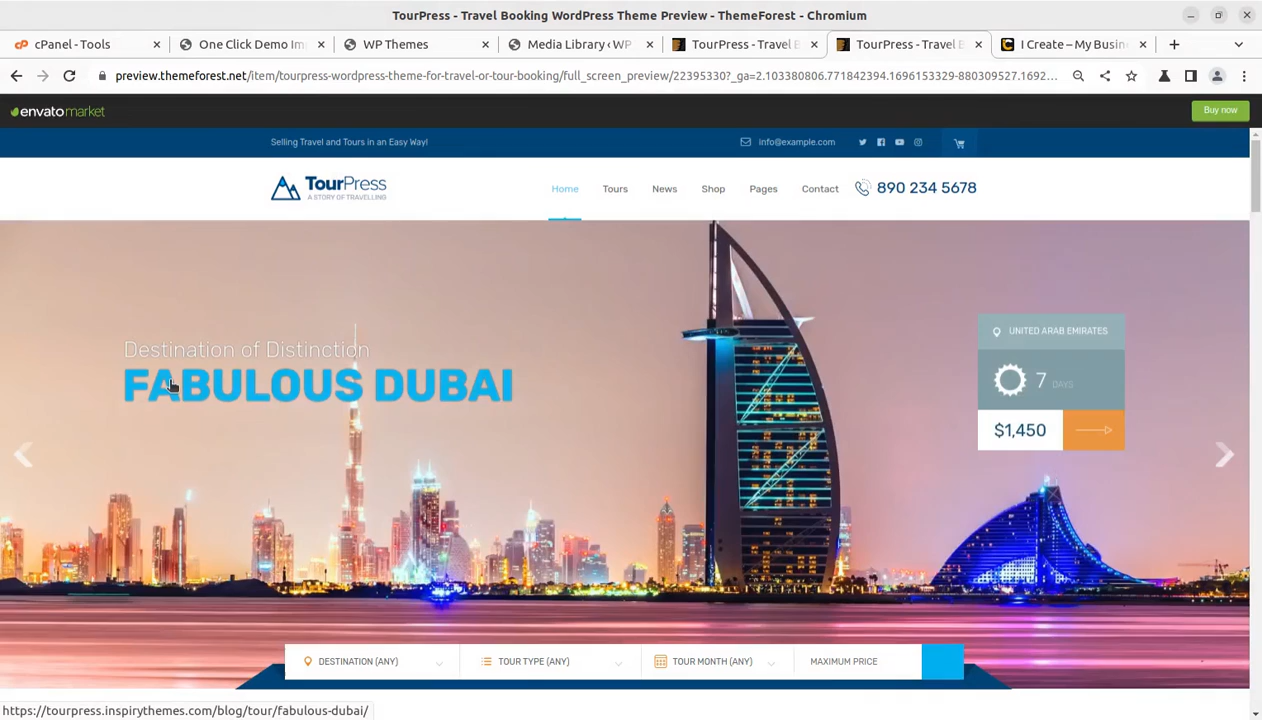 TourPress - Travel Booking WordPress Theme Preview - ThemeForest - Chromium
cPanel - Tools
One Click Demo Im
WP Themes
Media Library ‹ WP
TourPress - Travel B
TourPress - Travel B
I Create – My Busin
preview.themeforest.net/item/tourpress-wordpress-theme-for-travel-or-tour-booking/full_screen_preview/22395330?_ga=2.103380806.771842394.1696153329-880309527.1692...
envatomarket
Buy now
Selling Travel and Tours in an Easy Way!
info@example.com
TourPress
A STORY OF TRAVELLING
Home
Tours
News
Shop
Pages
Contact
890 234 5678
Destination of Distinction
FABULOUS DUBAI
UNITED ARAB EMIRATES
7 DAYS
$1,450
DESTINATION (ANY)
TOUR TYPE (ANY)
TOUR MONTH (ANY)
MAXIMUM PRICE
https://tourpress.inspirythemes.com/blog/tour/fabulous-dubai/